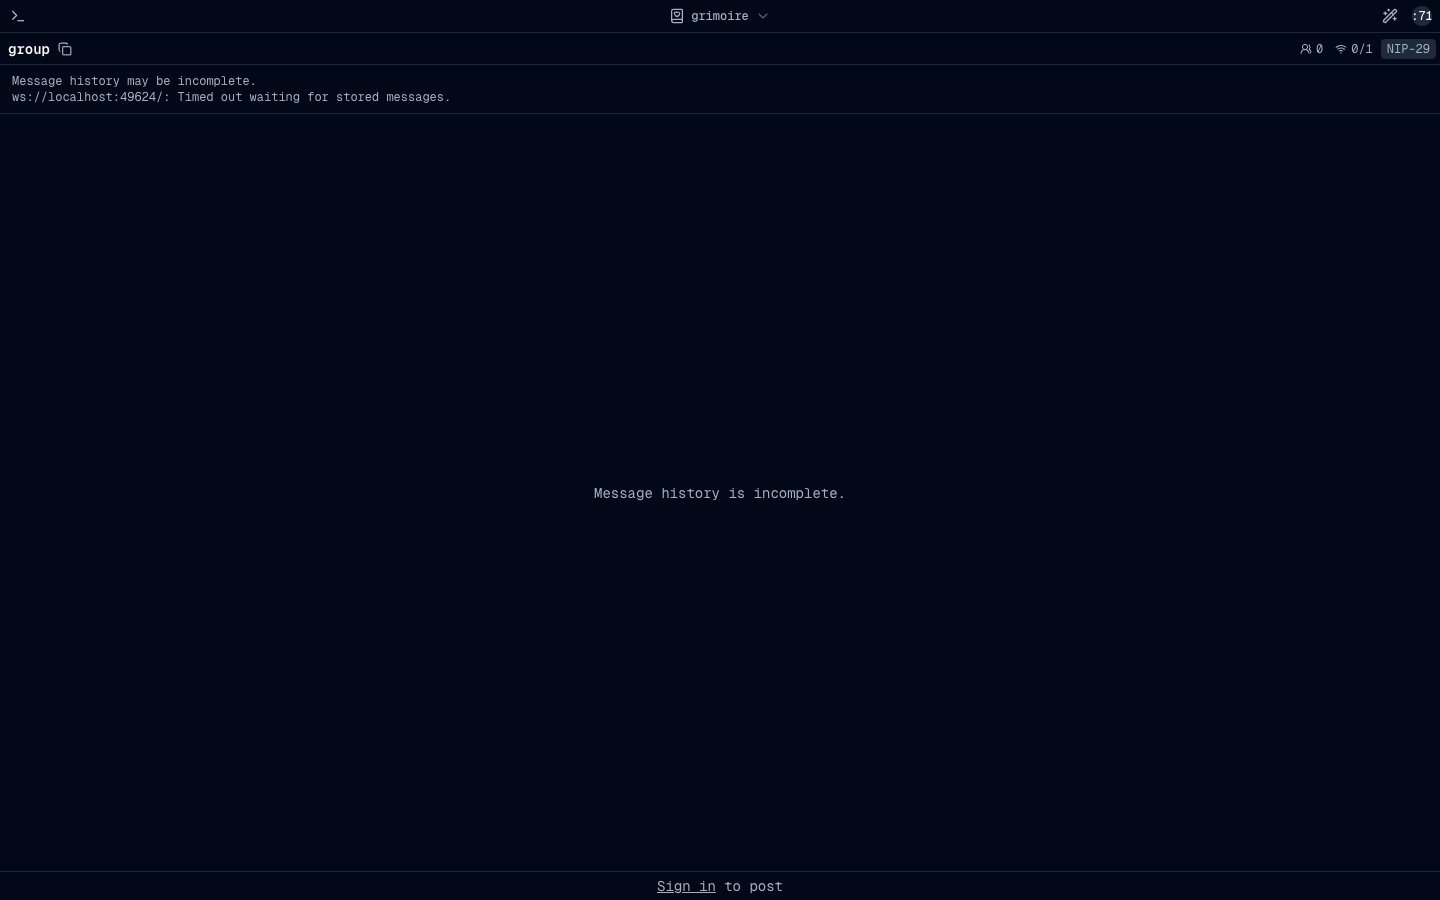 grimoire
:71
group
0
0/1
NIP-29
Message history may be incomplete.
ws://localhost:49624/: Timed out waiting for stored messages.
Message history is incomplete.
Sign in to post